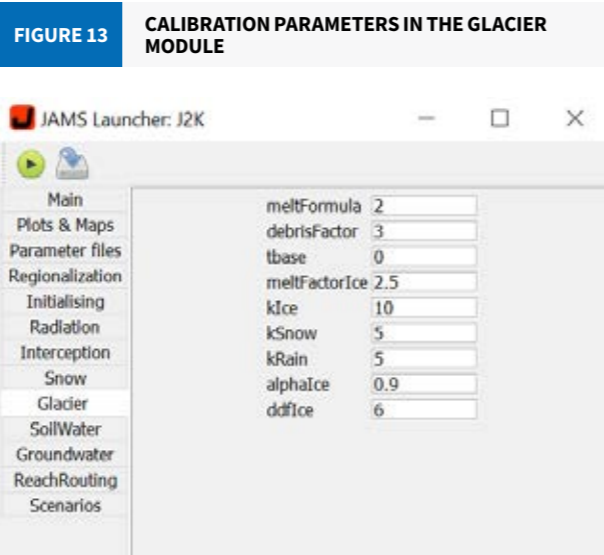 FIGURE 13
CALIBRATION PARAMETERS IN THE GLACIER
MODULE
JAMS Launcher: J2K
Main
Plots & Maps
Parameter files
Regionalization
Initialising
Radiation
Interception
Snow
Glacier
SoilWater
Groundwater
ReachRouting
Scenarios
meltFormula 2
debrisFactor 3
tbase 0
meltFactorIce 2.5
kIce 10
kSnow 5
kRain 5
alphaIce 0.9
ddfIce 6